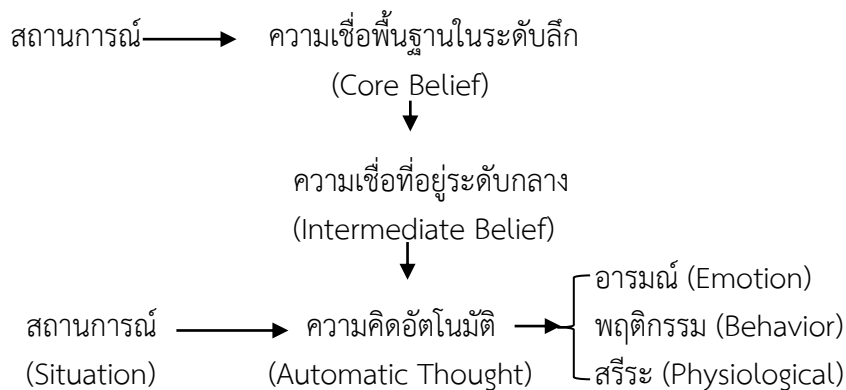 สถานการณ์ ความเชื่อพื้นฐานในระดับลึก
(Core Belief)
ความเชื่อที่อยู่ระดับกลาง
(Intermediate Belief)
อารมณ์ (Emotion)
สถานการณ์ ความคิดอัตโนมัติ พฤติกรรม (Behavior)
(Situation) (Automatic Thought) สรีระ (Physiological)